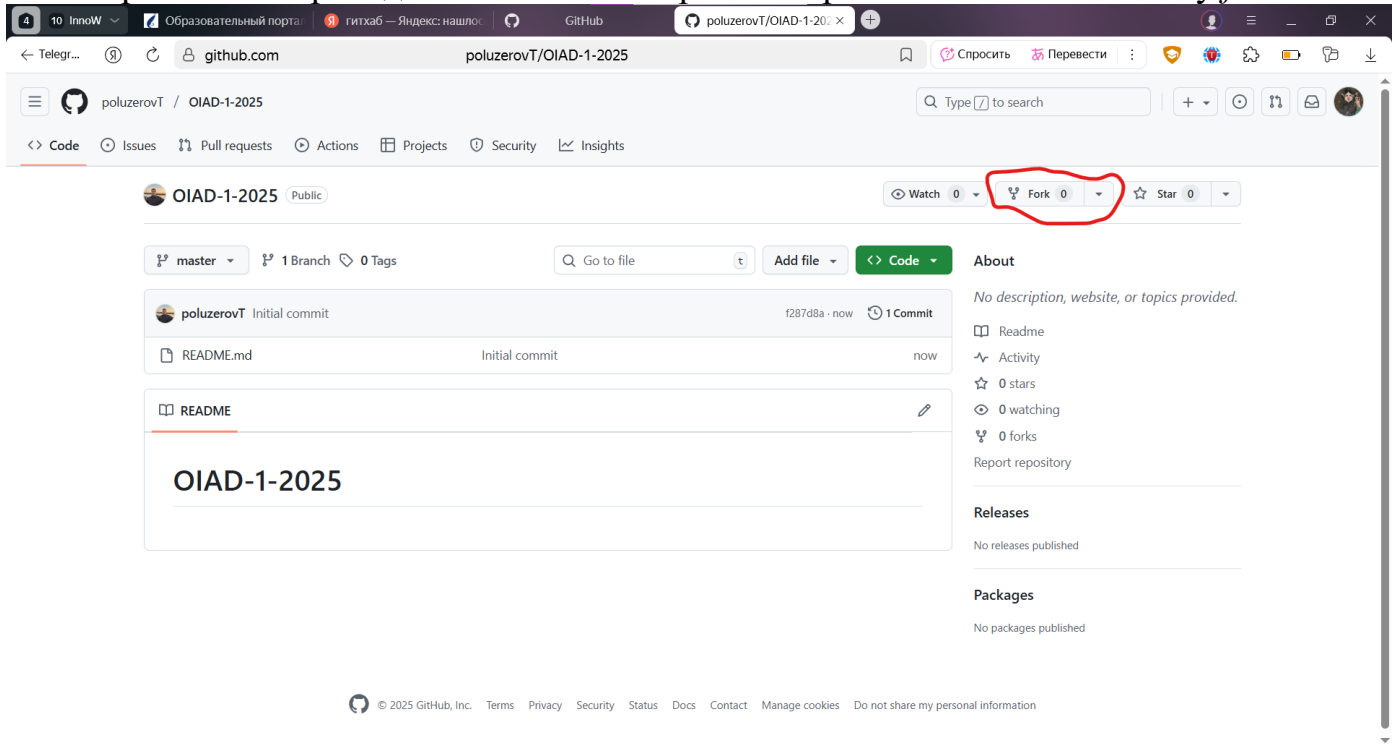 4 10 InnoW Образовательный портал гитхаб — Яндекс: нашлос GitHub poluzerovT/OIAD-1-202
Telegr... Я github.com poluzerovT/OIAD-1-2025 Спросить Перевести
poluzerovT / OIAD-1-2025 Type / to search
Code Issues Pull requests Actions Projects Security Insights
OIAD-1-2025 Public Watch 0 Fork 0 Star 0
master 1 Branch 0 Tags Go to file t Add file Code
About
No description, website, or topics provided.
poluzerovT Initial commit f287d8a · now 1 Commit
README.md Initial commit now
README
OIAD-1-2025
Readme
Activity
0 stars
0 watching
0 forks
Report repository
Releases
No releases published
Packages
No packages published
© 2025 GitHub, Inc. Terms Privacy Security Status Docs Contact Manage cookies Do not share my personal information